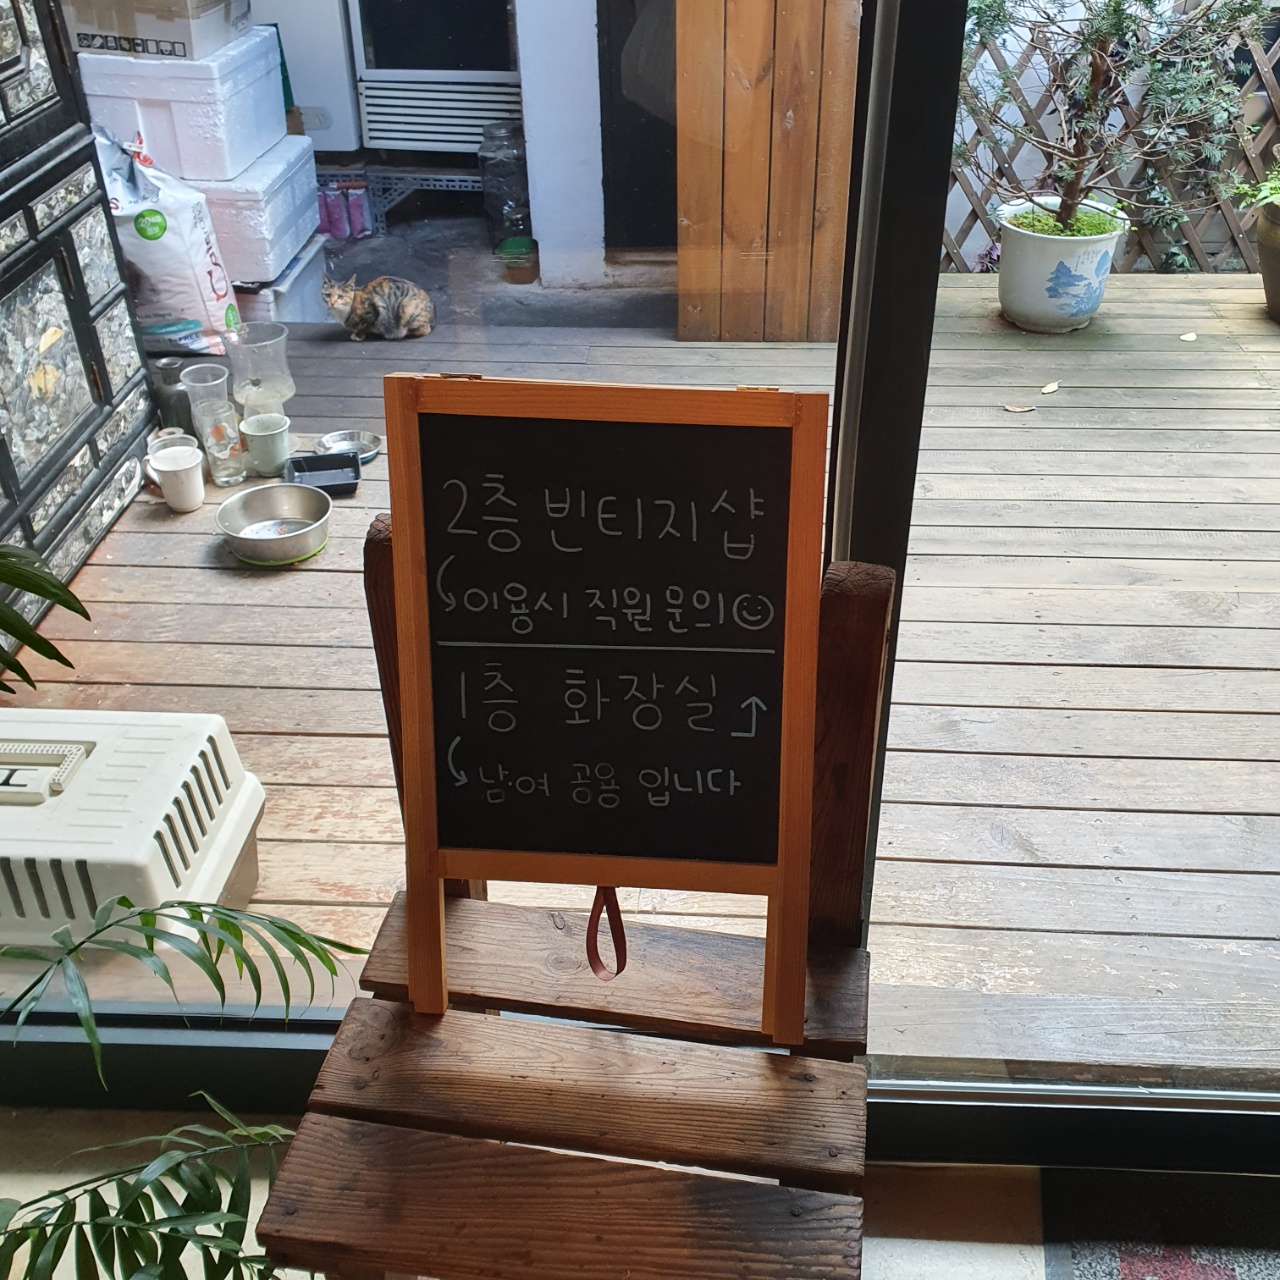 2층 빈티지샵
이용시 직원문의
1층 화장실
남·여 공용 입니다